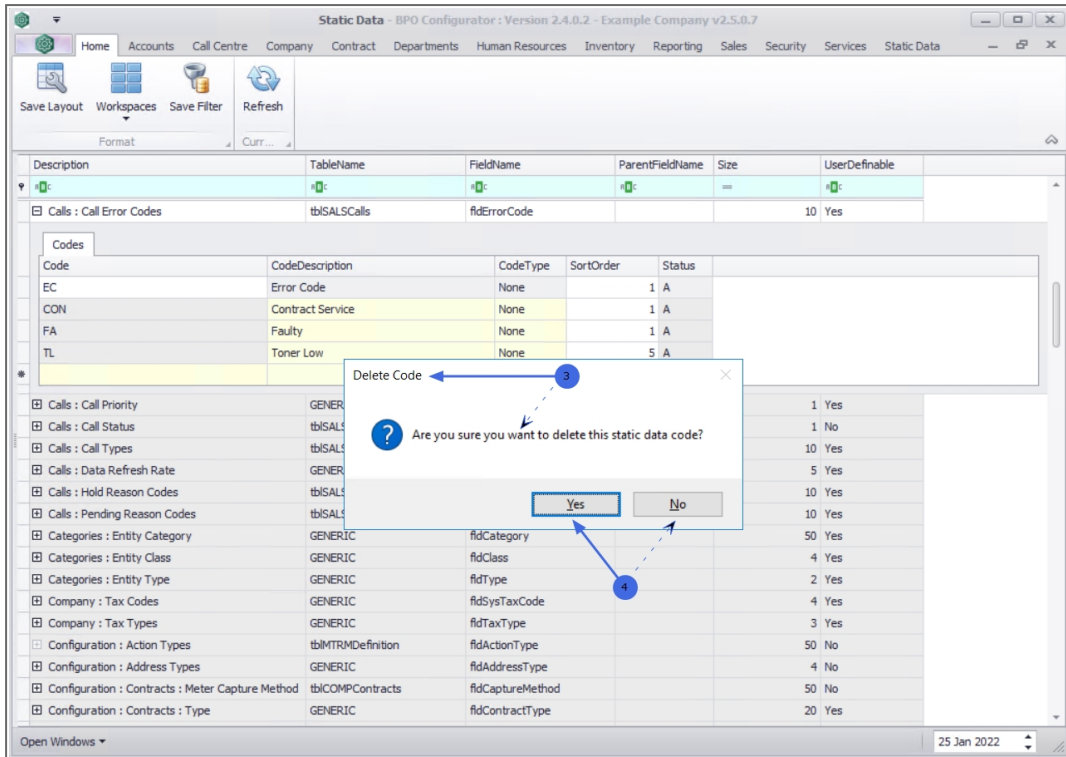 Static Data - BPO Configurator : Version 2.4.0.2 - Example Company v2.5.0.7
Home Accounts Call Centre Company Contract Departments Human Resources Inventory Reporting Sales Security Services Static Data
Save Layout Workspaces Save Filter Refresh
Format Curr...
Description TableName FieldName ParentFieldName Size UserDefinable
Calls : Call Error Codes tblSALSCalls fldErrorCode 10 Yes
Codes
Code CodeDescription CodeType SortOrder Status
EC Error Code None 1 A
CON Contract Service None 1 A
FA Faulty None 1 A
TL Toner Low None 5 A
Delete Code 3
Are you sure you want to delete this static data code?
Yes No
4
Calls : Call Priority GENER 1 Yes
Calls : Call Status tblSALS 1 No
Calls : Call Types tblSALS 10 Yes
Calls : Data Refresh Rate GENER 5 Yes
Calls : Hold Reason Codes tblSALS 10 Yes
Calls : Pending Reason Codes tblSALS 10 Yes
Categories : Entity Category GENERIC fldCategory 50 Yes
Categories : Entity Class GENERIC fldClass 4 Yes
Categories : Entity Type GENERIC fldType 2 Yes
Company : Tax Codes GENERIC fldSysTaxCode 4 Yes
Company : Tax Types GENERIC fldTaxType 3 Yes
Configuration : Action Types tblMTRMDefinition fldActionType 50 No
Configuration : Address Types GENERIC fldAddressType 4 No
Configuration : Contracts : Meter Capture Method tblCOMPContracts fldCaptureMethod 50 No
Configuration : Contracts : Type GENERIC fldContractType 20 Yes
Open Windows 25 Jan 2022